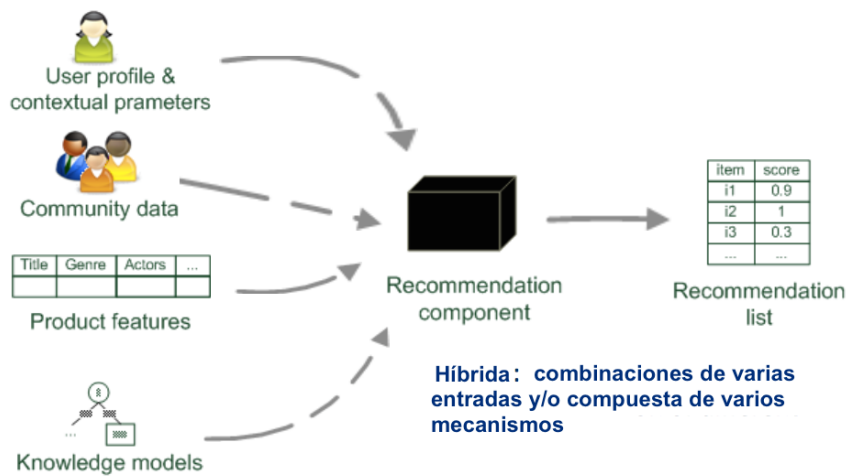 User profile &
contextual prameters
Community data
Title Genre Actors ...
Product features
...
Knowledge models
Recommendation
component
item score
i1 0.9
i2 1
i3 0.3
... ...
Recommendation
list
Híbrida: combinaciones de varias
entradas y/o compuesta de varios
mecanismos